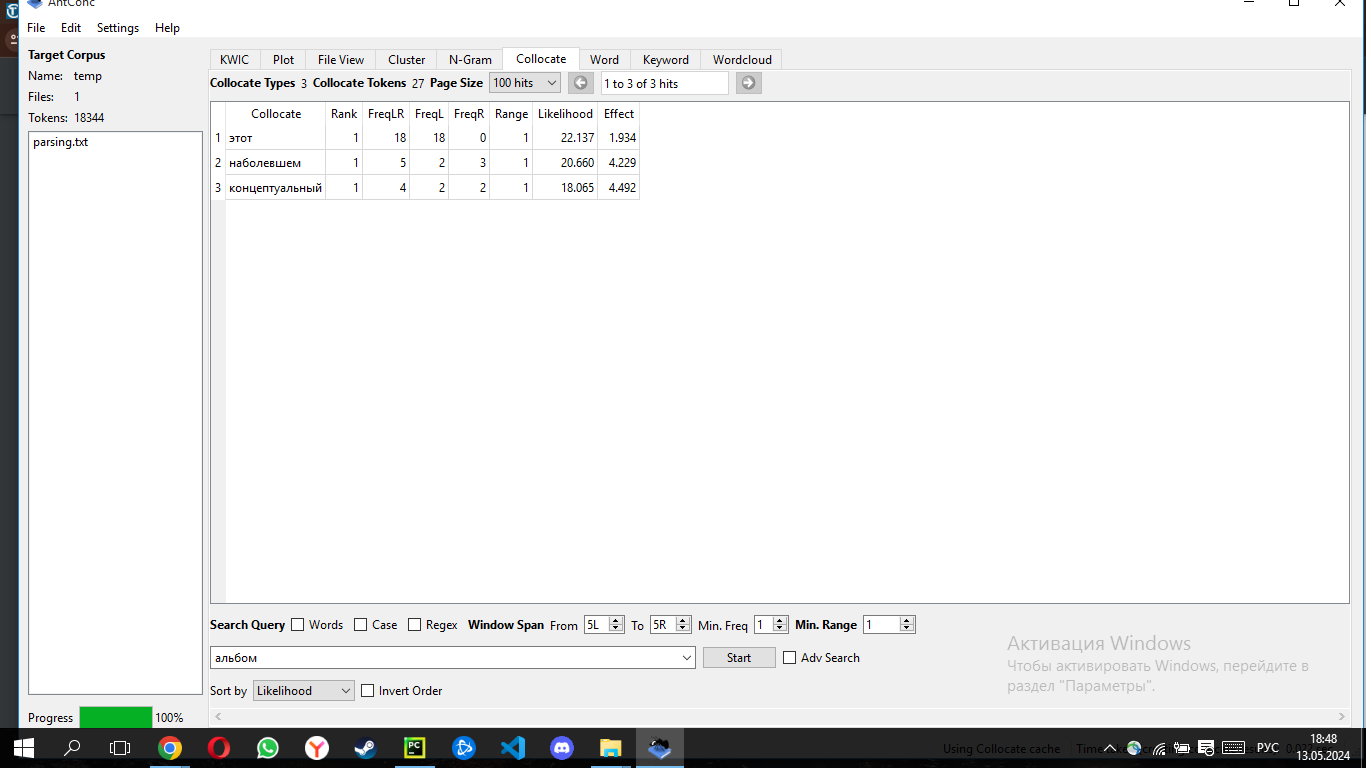 AntConc
File Edit Settings Help
Target Corpus
Name: temp
Files: 1
Tokens: 18344
parsing.txt
Progress 100%
KWIC Plot File View Cluster N-Gram Collocate Word Keyword Wordcloud
Collocate Types 3 Collocate Tokens 27 Page Size 100 hits 1 to 3 of 3 hits
Collocate Rank FreqLR FreqL FreqR Range Likelihood Effect
1 этот 1 18 18 0 1 22.137 1.934
2 наболевшем 1 5 2 3 1 20.660 4.229
3 концептуальный 1 4 2 2 1 18.065 4.492
Search Query Words Case Regex Window Span From 5L To 5R Min. Freq 1 Min. Range 1
альбом Start Adv Search
Sort by Likelihood Invert Order
Активация Windows
Чтобы активировать Windows, перейдите в
раздел "Параметры".
Using Collocate cache
РУС
18:48
13.05.2024